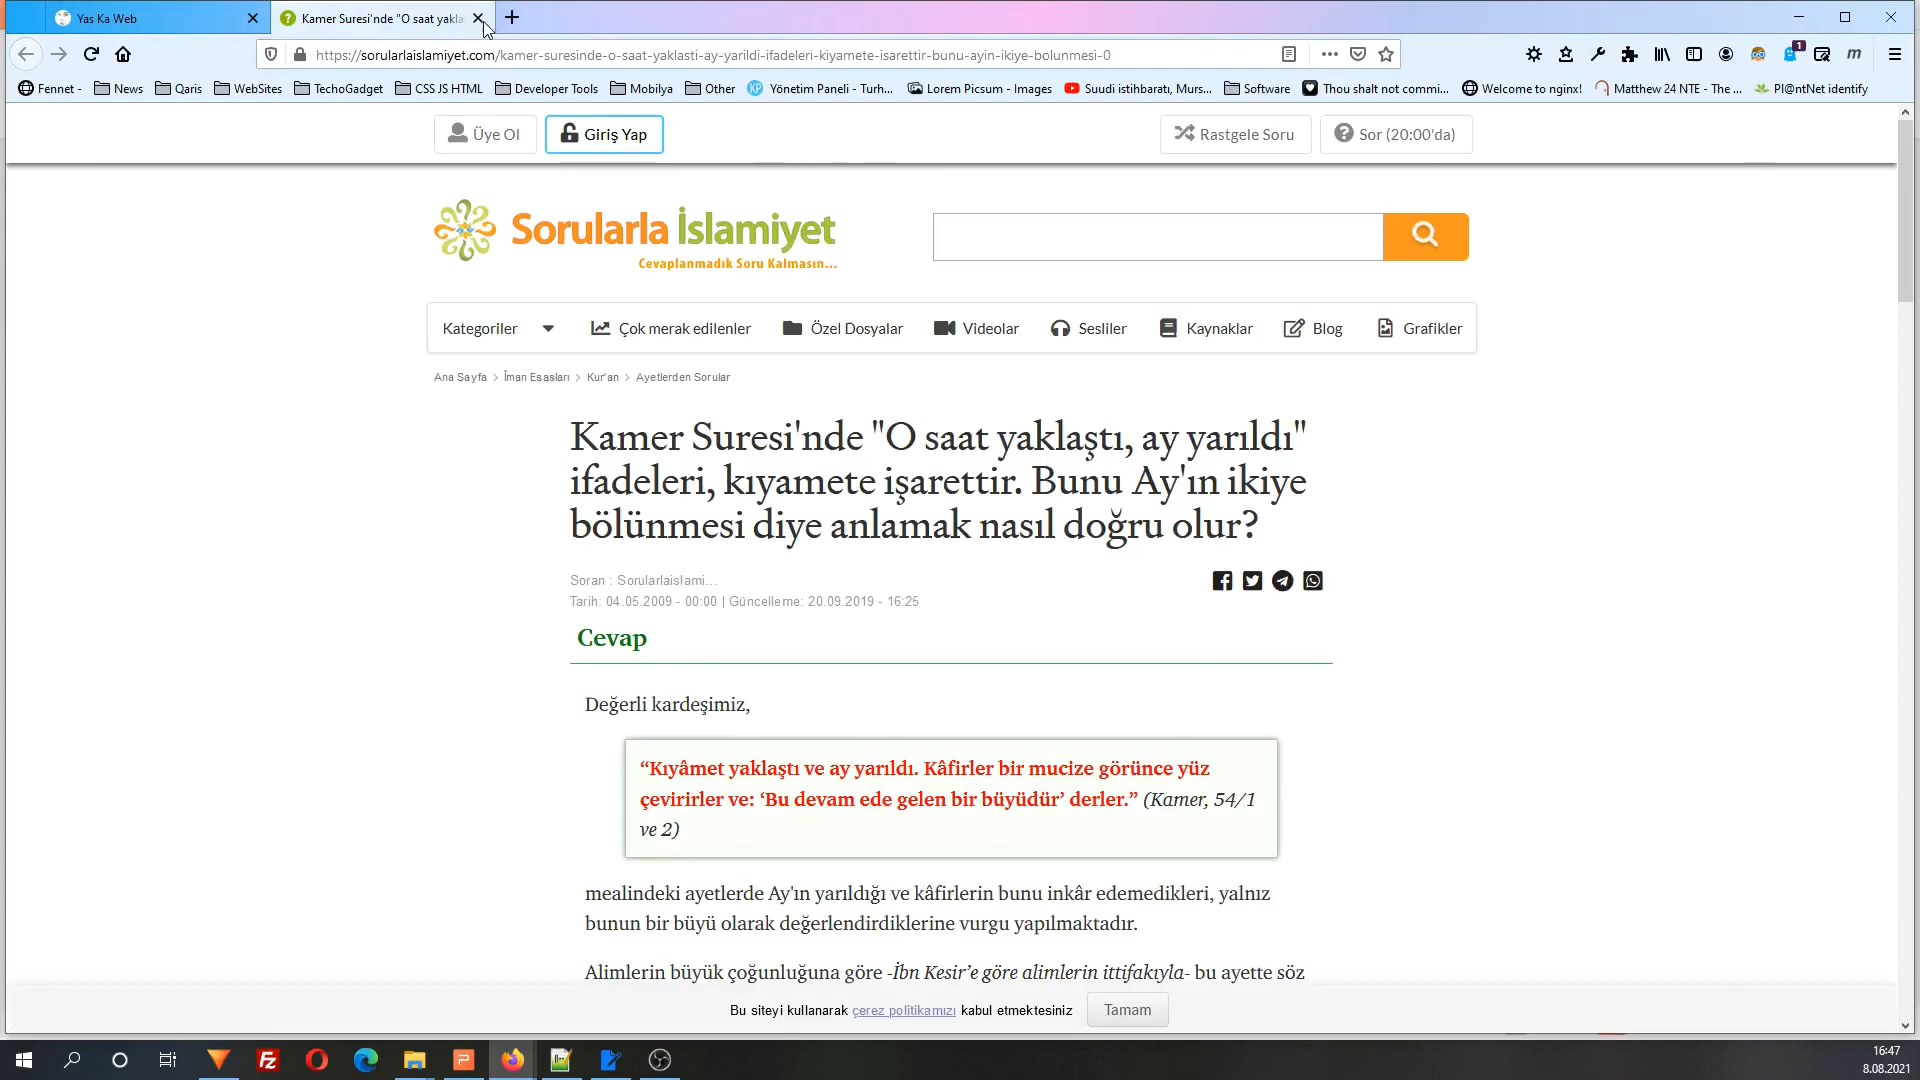 Yas Ka Web
Kamer Suresi'nde "O saat yakla
https://sorularlaislamiyet.com/kamer-suresinde-o-saat-yaklasti-ay-yarildi-ifadeleri-kiyamete-isarettir-bunu-ayin-ikiye-bolunmesi-0
1
m
Fennet - News Qaris WebSites TechoGadget CSS JS HTML Developer Tools Mobilya Other KP Yönetim Paneli - Turh... Lorem Picsum - Images Suudi istihbaratı, Murs... Software Thou shalt not commi... Welcome to nginx! Matthew 24 NTE - The ... Pl@ntNet identify
Üye Ol Giriş Yap Rastgele Soru Sor (20:00'da)
Sorularla İslamiyet
Cevaplanmadık Soru Kalmasın...
Kategoriler Çok merak edilenler Özel Dosyalar Videolar Sesliler Kaynaklar Blog Grafikler
Ana Sayfa > İman Esasları > Kur'an > Ayetlerden Sorular
Kamer Suresi'nde "O saat yaklaştı, ay yarıldı"
ifadeleri, kıyamete işarettir. Bunu Ay'ın ikiye
bölünmesi diye anlamak nasıl doğru olur?
Soran : Sorularlaislami...
Tarih: 04.05.2009 - 00:00 | Güncelleme: 20.09.2019 - 16:25
Cevap
Değerli kardeşimiz,
“Kıyâmet yaklaştı ve ay yarıldı. Kâfirler bir mucize görünce yüz
çevirirler ve: ‘Bu devam ede gelen bir büyüdür’ derler.” (Kamer, 54/1
ve 2)
mealindeki ayetlerde Ay'ın yarıldığı ve kâfirlerin bunu inkâr edemedikleri, yalnız
bunun bir büyü olarak değerlendirdiklerine vurgu yapılmaktadır.
Alimlerin büyük çoğunluğuna göre -İbn Kesir’e göre alimlerin ittifakıyla- bu ayette söz
Bu siteyi kullanarak çerez politikamızı kabul etmektesiniz Tamam
16:47
8.08.2021